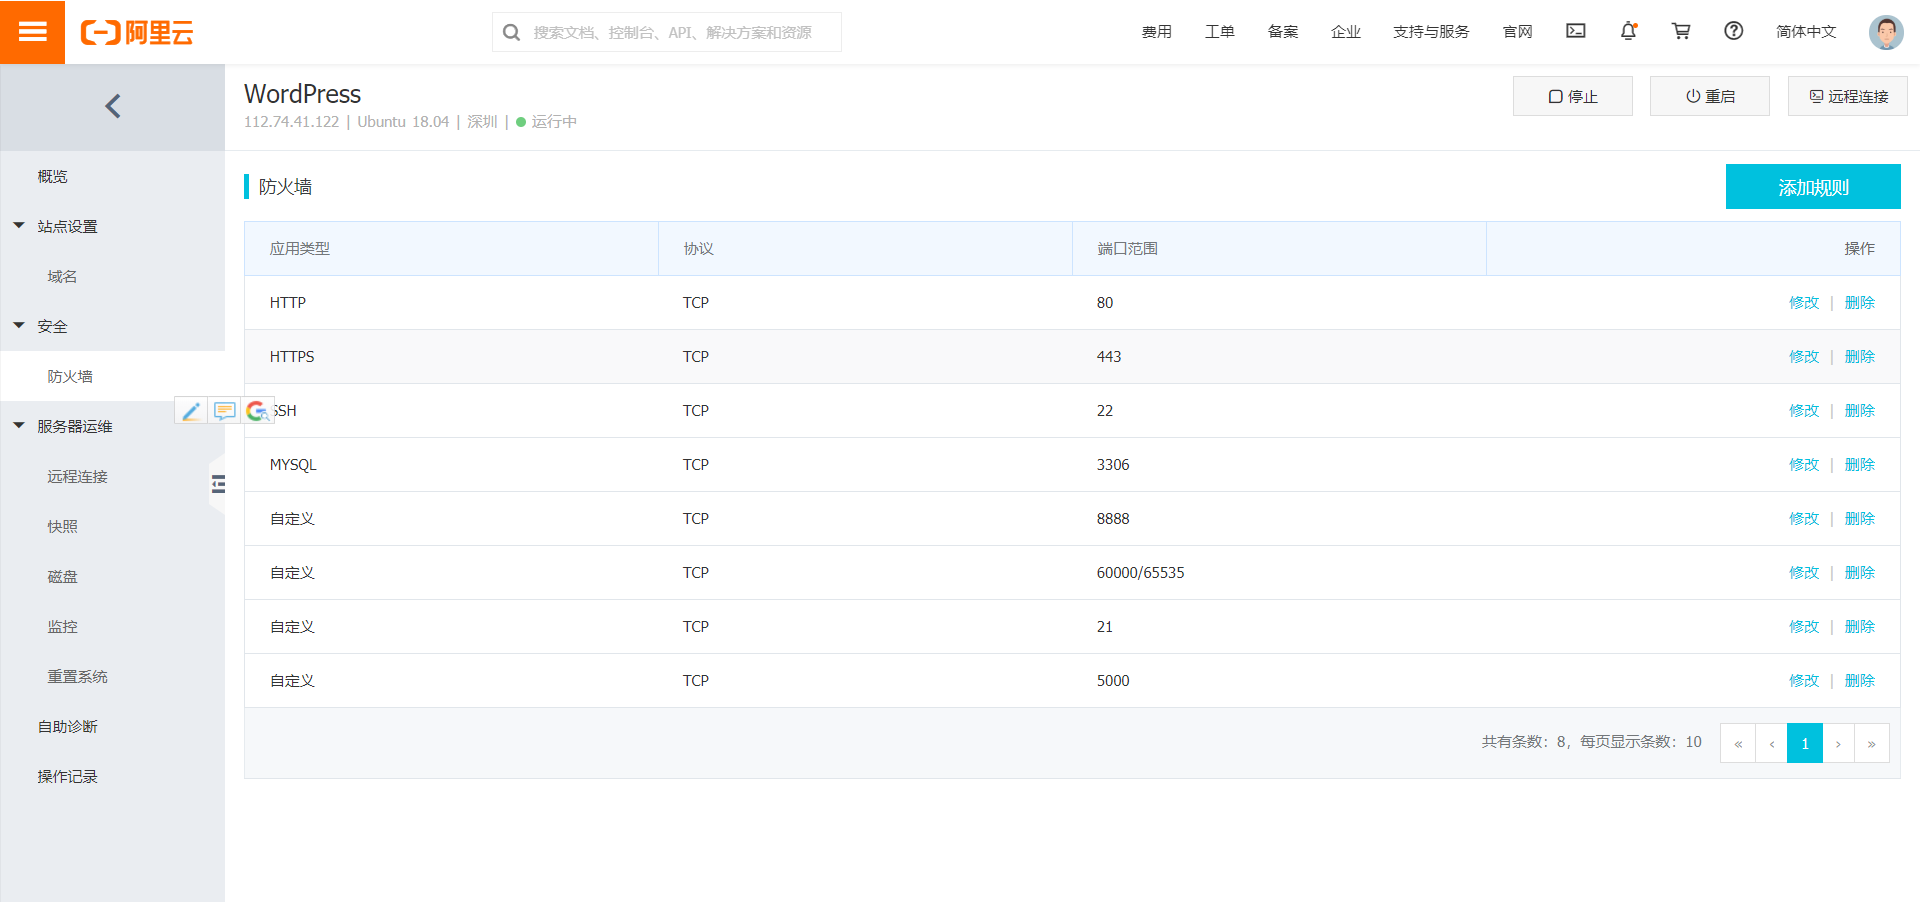 阿里云
搜索文档、控制台、API、解决方案和资源
费用 工单 备案 企业 支持与服务 官网 简体中文
WordPress
112.74.41.122 | Ubuntu 18.04 | 深圳 | 运行中
停止 重启 远程连接
概览
站点设置
域名
安全
防火墙
服务器运维
远程连接
快照
磁盘
监控
重置系统
自助诊断
操作记录
防火墙 添加规则
应用类型 协议 端口范围 操作
HTTP TCP 80 修改 | 删除
HTTPS TCP 443 修改 | 删除
SSH TCP 22 修改 | 删除
MYSQL TCP 3306 修改 | 删除
自定义 TCP 8888 修改 | 删除
自定义 TCP 60000/65535 修改 | 删除
自定义 TCP 21 修改 | 删除
自定义 TCP 5000 修改 | 删除
共有条数：8，每页显示条数：10 « ‹ 1 › »